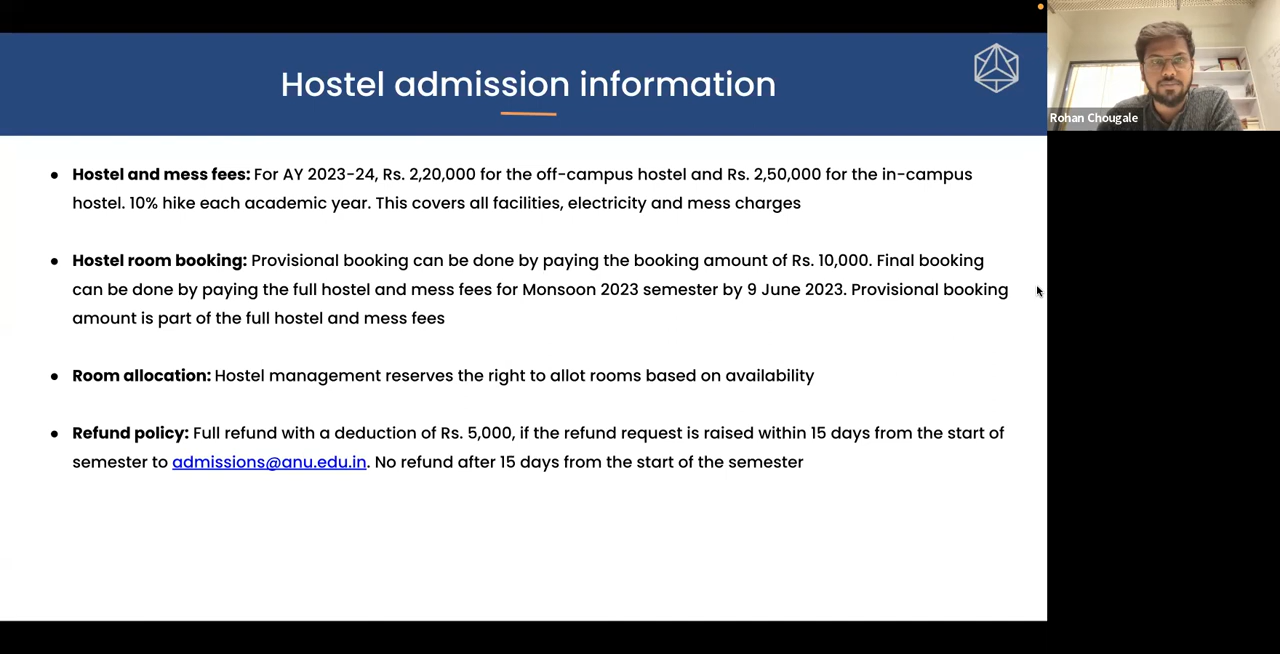 Hostel admission information
Rohan Chougale
● Hostel and mess fees: For AY 2023-24, Rs. 2,20,000 for the off-campus hostel and Rs. 2,50,000 for the in-campus
hostel. 10% hike each academic year. This covers all facilities, electricity and mess charges
● Hostel room booking: Provisional booking can be done by paying the booking amount of Rs. 10,000. Final booking
can be done by paying the full hostel and mess fees for Monsoon 2023 semester by 9 June 2023. Provisional booking
amount is part of the full hostel and mess fees
● Room allocation: Hostel management reserves the right to allot rooms based on availability
● Refund policy: Full refund with a deduction of Rs. 5,000, if the refund request is raised within 15 days from the start of
semester to admissions@anu.edu.in. No refund after 15 days from the start of the semester